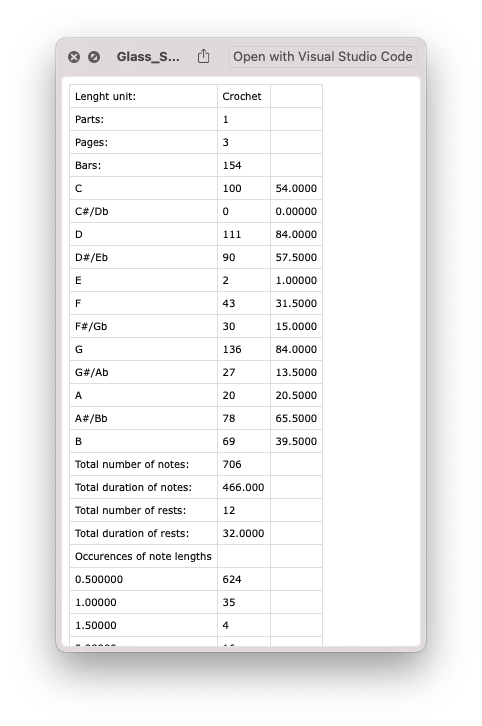 Glass_S... Open with Visual Studio Code
Lenght unit: Crochet
Parts: 1
Pages: 3
Bars: 154
C 100 54.0000
C#/Db 0 0.00000
D 111 84.0000
D#/Eb 90 57.5000
E 2 1.00000
F 43 31.5000
F#/Gb 30 15.0000
G 136 84.0000
G#/Ab 27 13.5000
A 20 20.5000
A#/Bb 78 65.5000
B 69 39.5000
Total number of notes: 706
Total duration of notes: 466.000
Total number of rests: 12
Total duration of rests: 32.0000
Occurences of note lengths
0.500000 624
1.00000 35
1.50000 4